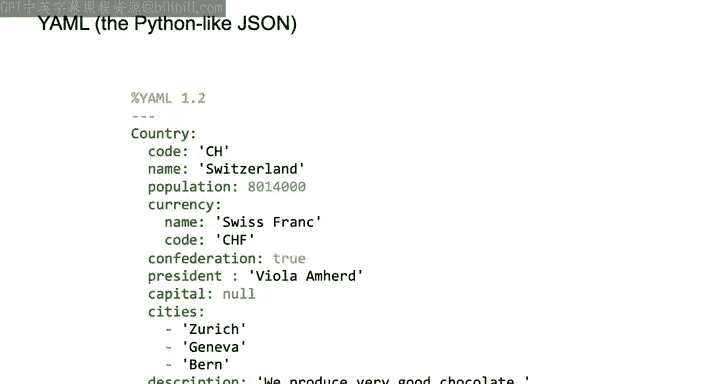 GPT中英字幕课程资源@bilibili.com
YAML (the Python-like JSON)
%YAML 1.2
---
Country:
code: 'CH'
name: 'Switzerland'
population: 8014000
currency:
name: 'Swiss Franc'
code: 'CHF'
confederation: true
president : 'Viola Amherd'
capital: null
cities:
- 'Zurich'
- 'Geneva'
- 'Bern'
description: 'We produce very good chocolate.'